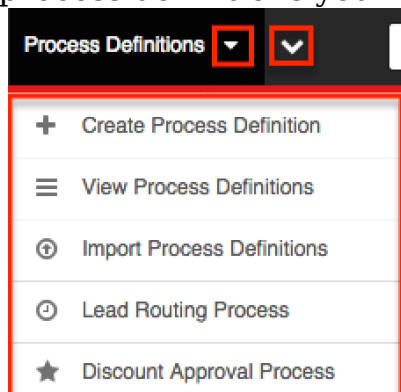 Process Definitions
Create Process Definition
View Process Definitions
Import Process Definitions
Lead Routing Process
Discount Approval Process